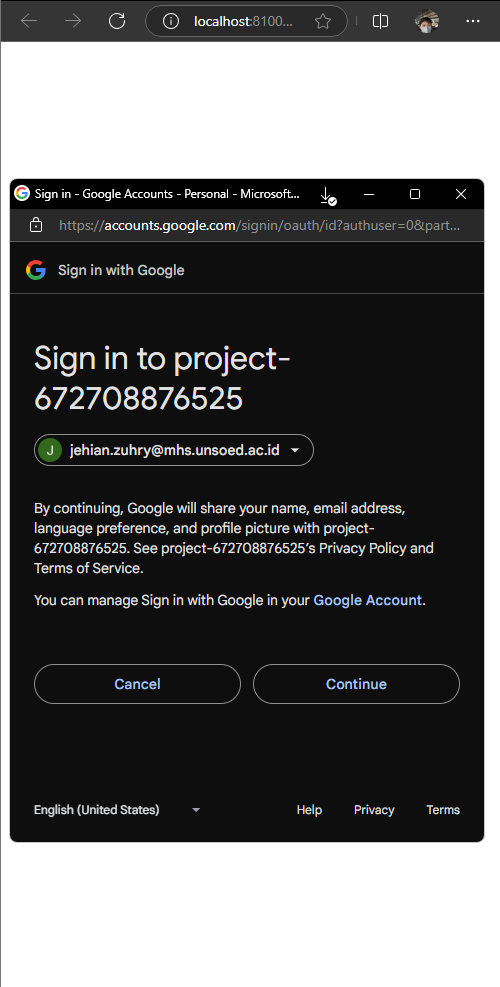 localhost:8100...
Sign in - Google Accounts - Personal - Microsoft...
https://accounts.google.com/signin/oauth/id?authuser=0&part...
Sign in with Google
Sign in to project-
672708876525
J jehian.zuhry@mhs.unsoed.ac.id
By continuing, Google will share your name, email address,
language preference, and profile picture with project-
672708876525. See project-672708876525’s Privacy Policy and
Terms of Service.
You can manage Sign in with Google in your Google Account.
Cancel Continue
English (United States) Help Privacy Terms